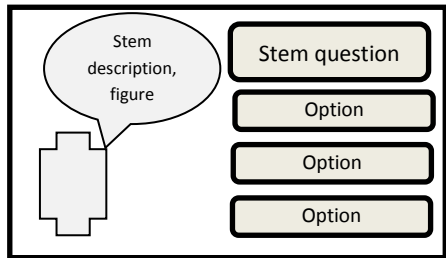 Stem
description,
figure
Stem question
Option
Option
Option